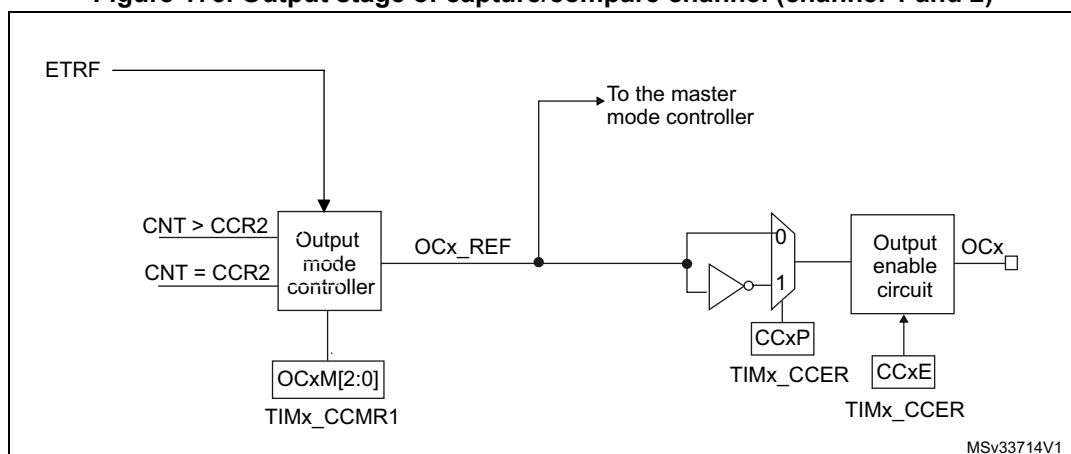 Figure 173. Output stage of capture/compare channel (channel 1 and 2)
ETRF
To the master
mode controller
CNT > CCR2
CNT = CCR2
Output
mode
controller
OCx_REF
0
1
Output
enable
circuit
OCx
CCxP
TIMx_CCER
CCxE
TIMx_CCER
OCxM[2:0]
TIMx_CCMR1
MSv33714V1